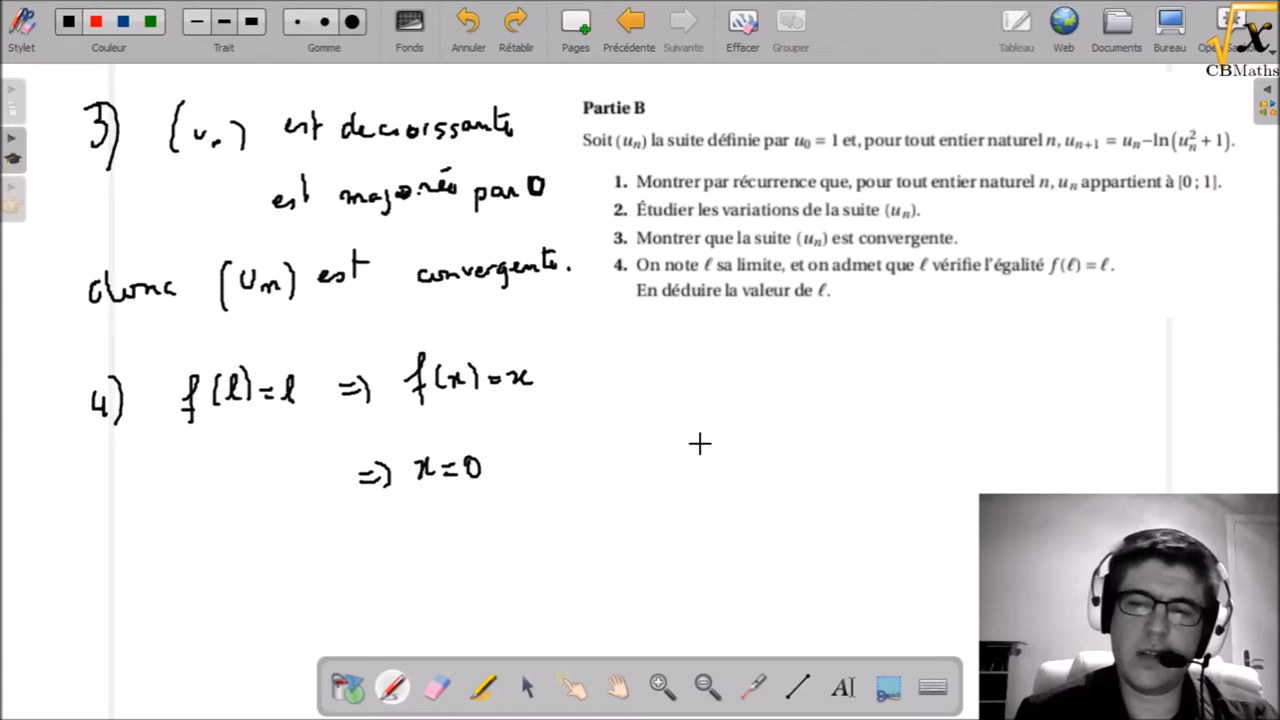 Stylet
Couleur
Trait
Gomme
Fonds
Annuler
Rétablir
Pages
Précédente
Suivante
Effacer
Grouper
Tableau
Web
Documents
Bureau
√x
CBMaths
3) (un) est decroissante
est majorée par 0
donc (un) est convergente.
4) f(l)=l => f(x)=x
=> x=0
Partie B
Soit (un) la suite définie par u0 = 1 et, pour tout entier naturel n, un+1 = un−ln(un² + 1).
1. Montrer par récurrence que, pour tout entier naturel n, un appartient à [0 ; 1].
2. Étudier les variations de la suite (un).
3. Montrer que la suite (un) est convergente.
4. On note ℓ sa limite, et on admet que ℓ vérifie l'égalité f(ℓ) = ℓ.
En déduire la valeur de ℓ.
AI